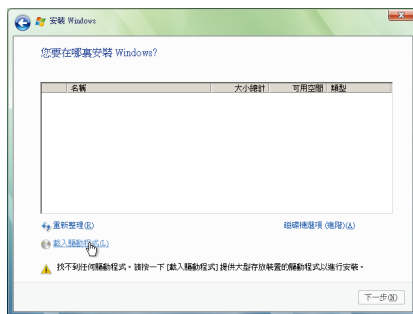 安裝 Windows
您要在哪裏安裝 Windows?
名稱 大小總計 可用空間 類型
重新整理(R) 磁碟機選項 (進階)(A)
載入驅動程式(L)
找不到任何驅動程式。請按一下 [載入驅動程式] 提供大型存放裝置的驅動程式以進行安裝。
下一步(N)